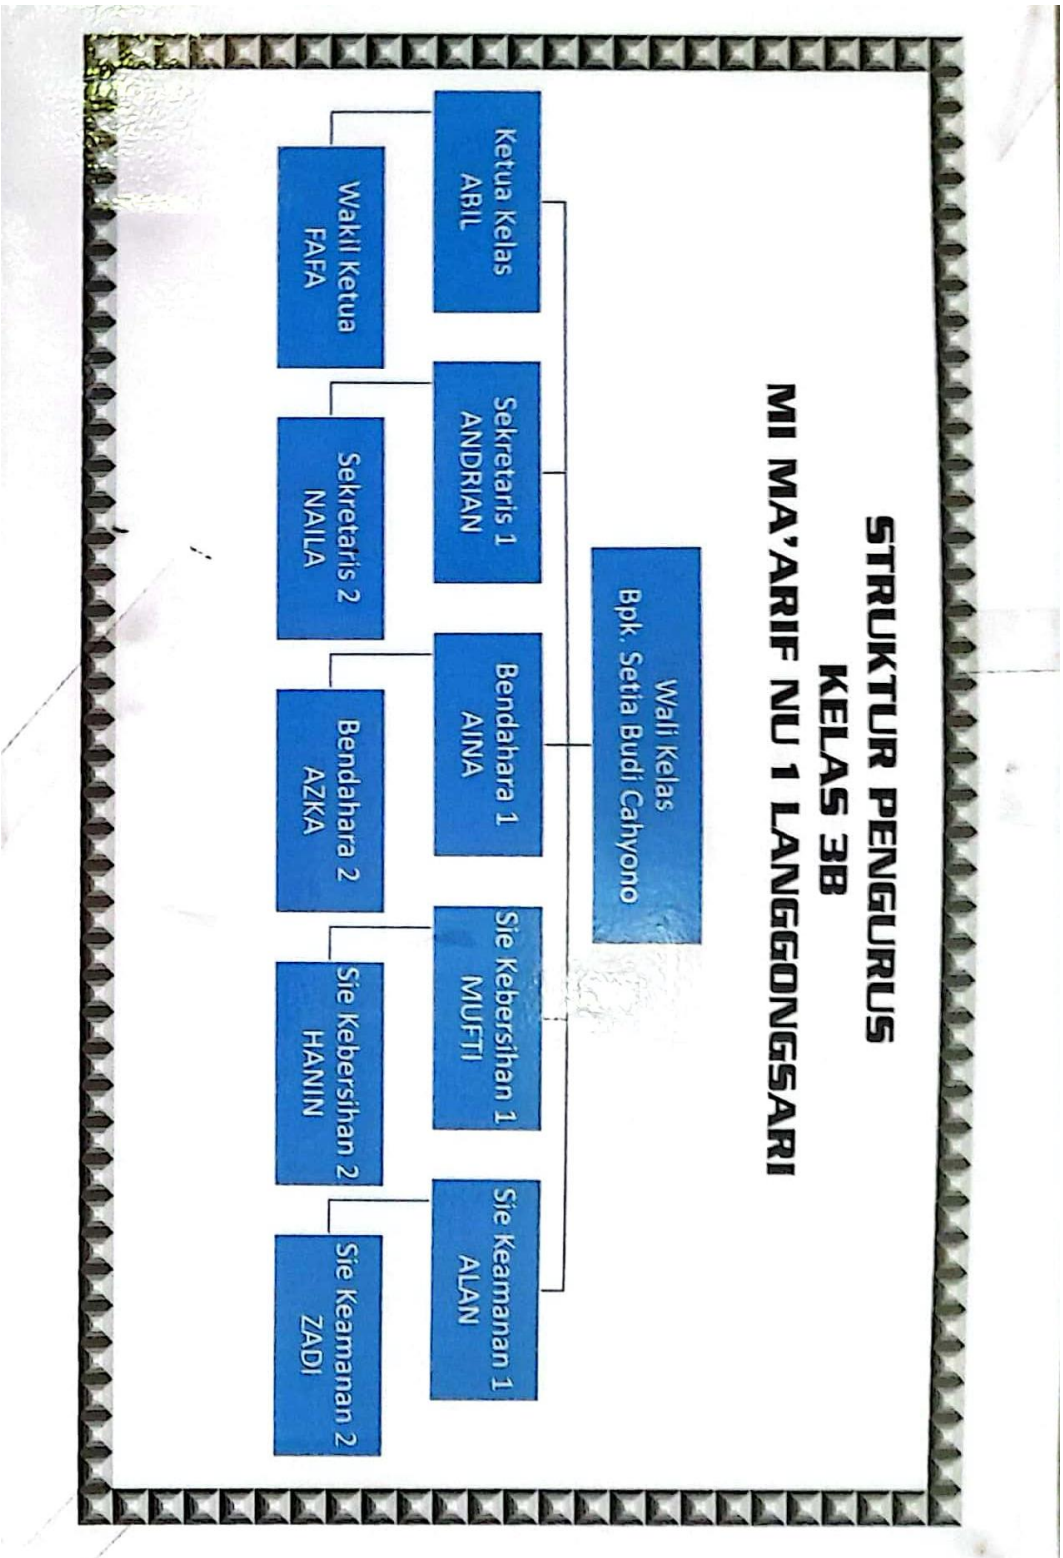 STRUKTUR PENGURUS
KELAS 3B
MI MA'ARIF NU 1 LANGGONGSARI
Wali Kelas
Bpk. Setia Budi Cahyono
Ketua Kelas
ABIL
Sekretaris 1
ANDRIAN
Bendahara 1
AINA
Sie Kebersihan 1
MUFTI
Sie Keamanan 1
ALAN
Wakil Ketua
FAFA
Sekretaris 2
NAILA
Bendahara 2
AZKA
Sie Kebersihan 2
HANIN
Sie Keamanan 2
ZADI